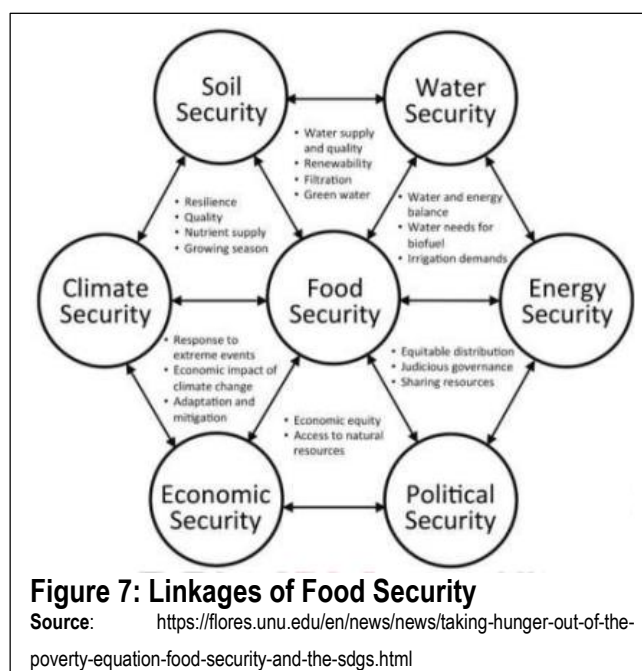 Soil
Security
Water
Security
• Water supply
and quality
• Renewability
• Filtration
• Green water
• Resilience
• Quality
• Nutrient supply
• Growing season
• Water and energy
balance
• Water needs for
biofuel
• Irrigation demands
Climate
Security
Food
Security
Energy
Security
• Response to
extreme events
• Economic impact of
climate change
• Adaptation and
mitigation
• Equitable distribution
• Judicious governance
• Sharing resources
• Economic equity
• Access to natural
resources
Economic
Security
Political
Security
Figure 7: Linkages of Food Security
Source: https://flores.unu.edu/en/news/news/taking-hunger-out-of-the-
poverty-equation-food-security-and-the-sdgs.html